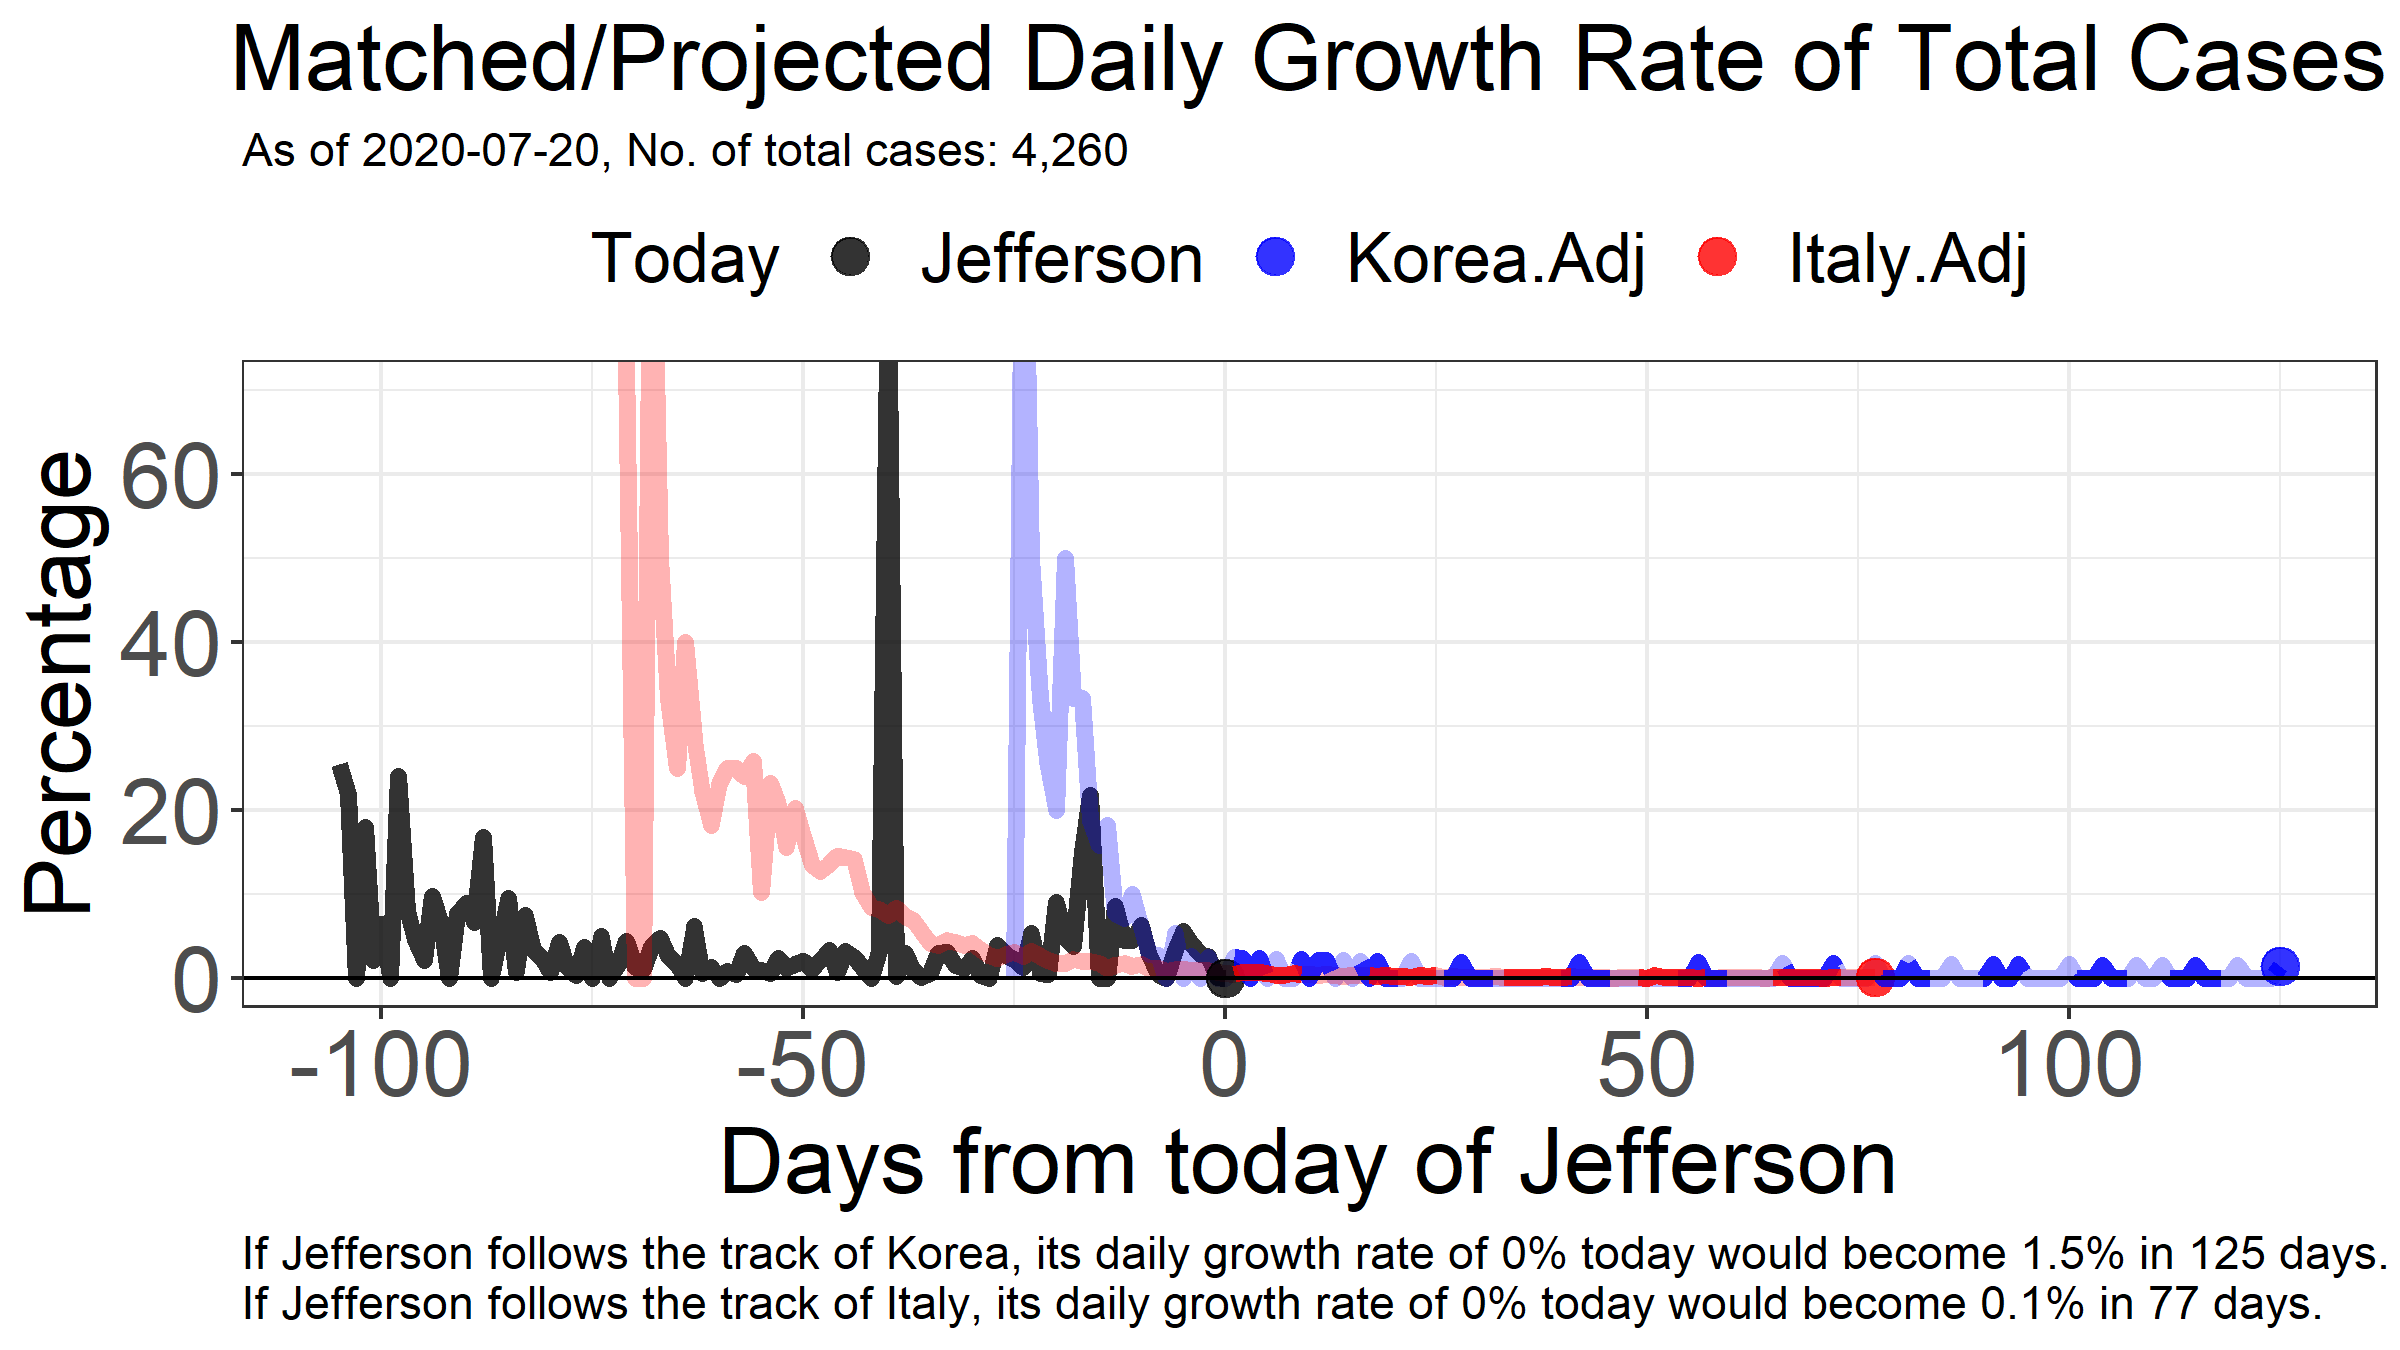 Matched/Projected Daily Growth Rate of Total Cases
As of 2020-07-20, No. of total cases: 4,260
Today Jefferson Korea.Adj Italy.Adj
Percentage
60
40
20
0
-100 -50 0 50 100
Days from today of Jefferson
If Jefferson follows the track of Korea, its daily growth rate of 0% today would become 1.5% in 125 days.
If Jefferson follows the track of Italy, its daily growth rate of 0% today would become 0.1% in 77 days.